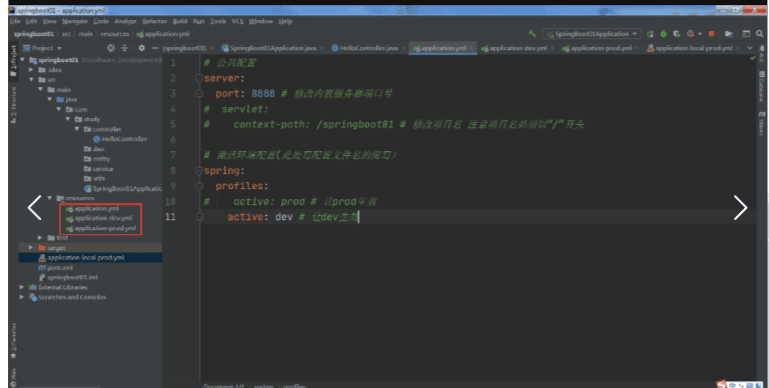 springboot01 - application.yml
File Edit View Navigate Code Analyze Refactor Build Run Tools VCS Window Help
springboot01 src main resources application.yml
SpringBoot01Application
Project
(springboot01)
SpringBoot01Application.java
HelloController.java
application.yml
application-dev.yml
application-prod.yml
application-local-prod.yml
springboot01
.idea
src
main
java
com
study
controller
HelloController
dao
entity
service
utils
SpringBoot01Applicatio
resources
application.yml
application-dev.yml
application-prod.yml
test
target
application-local-prod.yml
pom.xml
springboot01.iml
External Libraries
Scratches and Consoles
1 # 公共配置
2 server:
3 port: 8888 # 修改内嵌服务器端口号
4 # servlet:
5 # context-path: /springboot01 # 修改项目名 注意项目名必须以"/"开头
6
7 # 激活环境配置(此处写配置文件名的简写)
8 spring:
9 profiles:
10 # active: prod # 让prod生效
11 active: dev # 让dev生效
Document 1/1